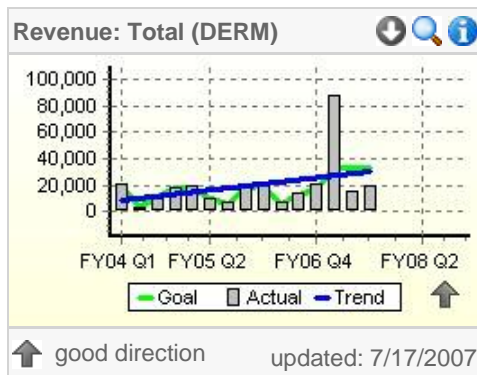 Revenue: Total (DERM)
100,000
80,000
60,000
40,000
20,000
0
FY04 Q1 FY05 Q2 FY06 Q4 FY08 Q2
Goal Actual Trend
good direction updated: 7/17/2007